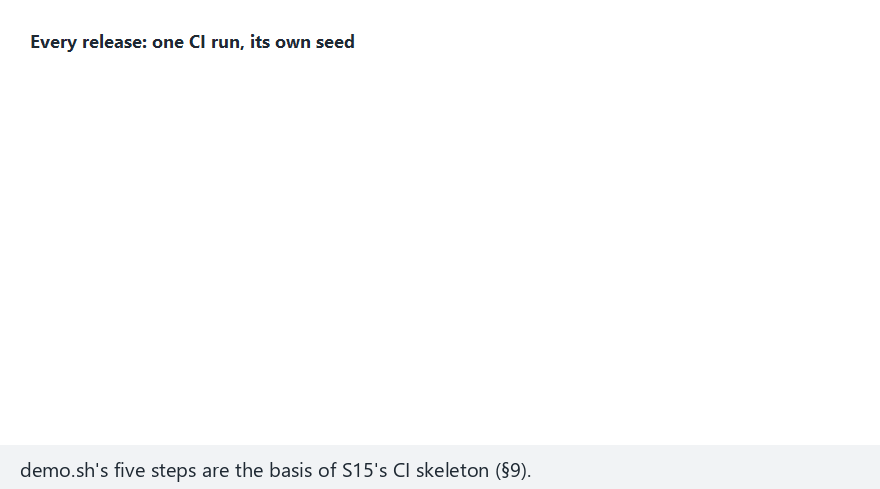 Every release: one CI run, its own seed
demo.sh's five steps are the basis of S15's CI skeleton (§9).